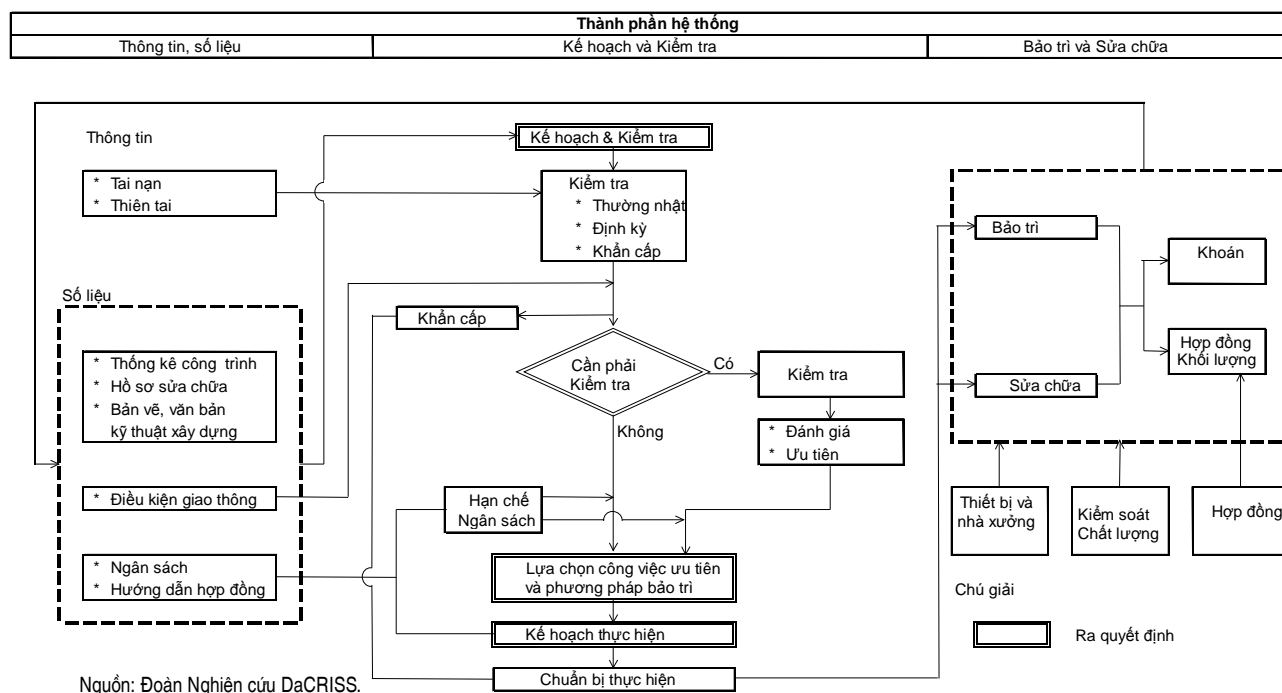 Thành phần hệ thống
Thông tin, số liệu
Kế hoạch và Kiểm tra
Bảo trì và Sửa chữa
Thông tin
* Tai nạn
* Thiên tai
Số liệu
* Thống kê công trình
* Hồ sơ sửa chữa
* Bản vẽ, văn bản
kỹ thuật xây dựng
* Điều kiện giao thông
* Ngân sách
* Hướng dẫn hợp đồng
Kế hoạch & Kiểm tra
Kiểm tra
* Thường nhật
* Định kỳ
* Khẩn cấp
Khẩn cấp
Cần phải
Kiểm tra
Có
Không
Kiểm tra
* Đánh giá
* Ưu tiên
Hạn chế
Ngân sách
Lựa chọn công việc ưu tiên
và phương pháp bảo trì
Kế hoạch thực hiện
Chuẩn bị thực hiện
Bảo trì
Sửa chữa
Khoán
Hợp đồng
Khối lượng
Thiết bị và
nhà xưởng
Kiểm soát
Chất lượng
Hợp đồng
Chú giải
Ra quyết định
Nguồn: Đoàn Nghiên cứu DaCRISS.